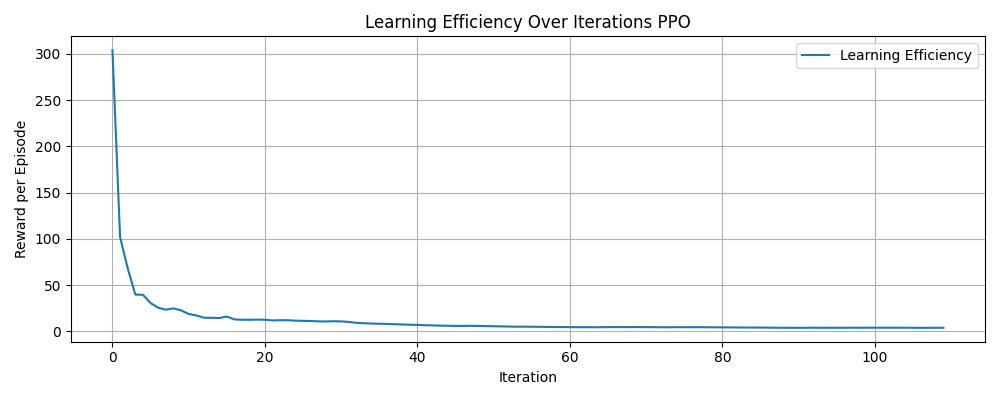 Learning Efficiency Over Iterations PPO
Learning Efficiency
Reward per Episode
300
250
200
150
100
50
0
0 20 40 60 80 100
Iteration